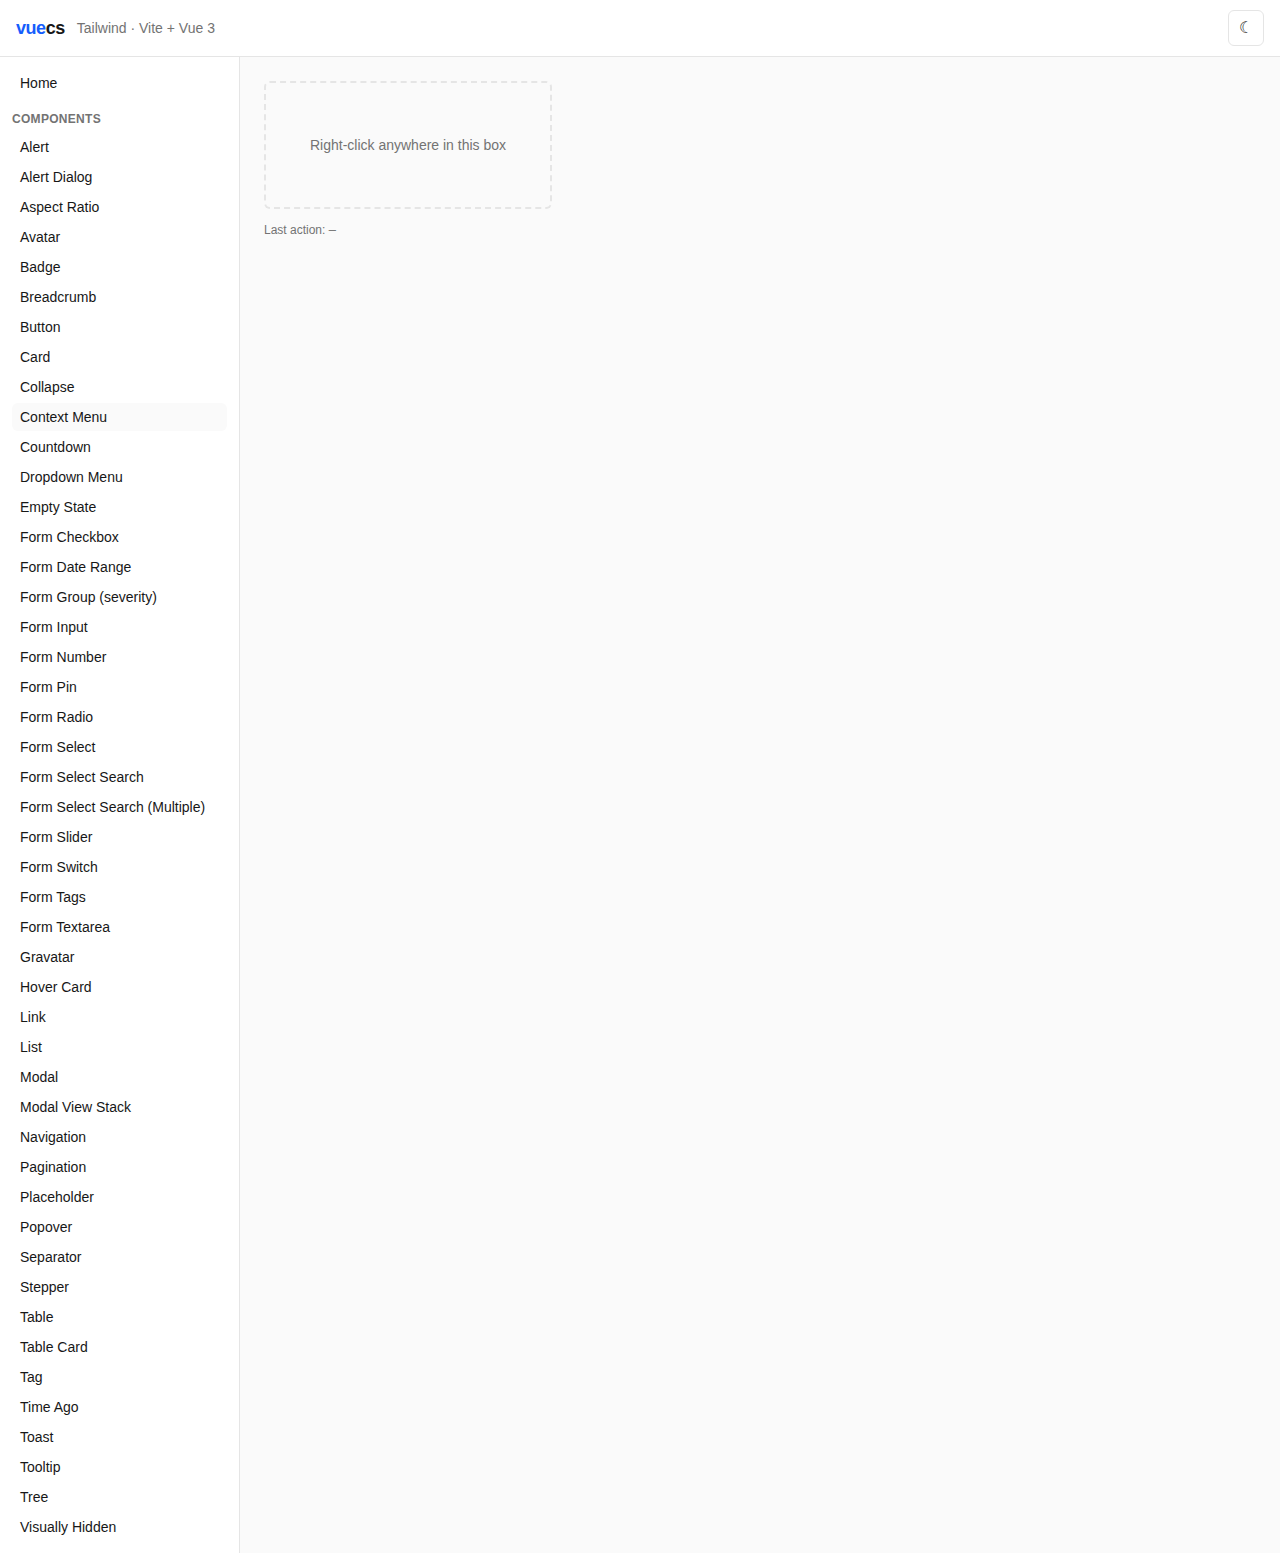 vuecs Tailwind · Vite + Vue 3
Home
COMPONENTS
Alert
Alert Dialog
Aspect Ratio
Avatar
Badge
Breadcrumb
Button
Card
Collapse
Context Menu
Countdown
Dropdown Menu
Empty State
Form Checkbox
Form Date Range
Form Group (severity)
Form Input
Form Number
Form Pin
Form Radio
Form Select
Form Select Search
Form Select Search (Multiple)
Form Slider
Form Switch
Form Tags
Form Textarea
Gravatar
Hover Card
Link
List
Modal
Modal View Stack
Navigation
Pagination
Placeholder
Popover
Separator
Stepper
Table
Table Card
Tag
Time Ago
Toast
Tooltip
Tree
Visually Hidden
Right-click anywhere in this box
Last action: —